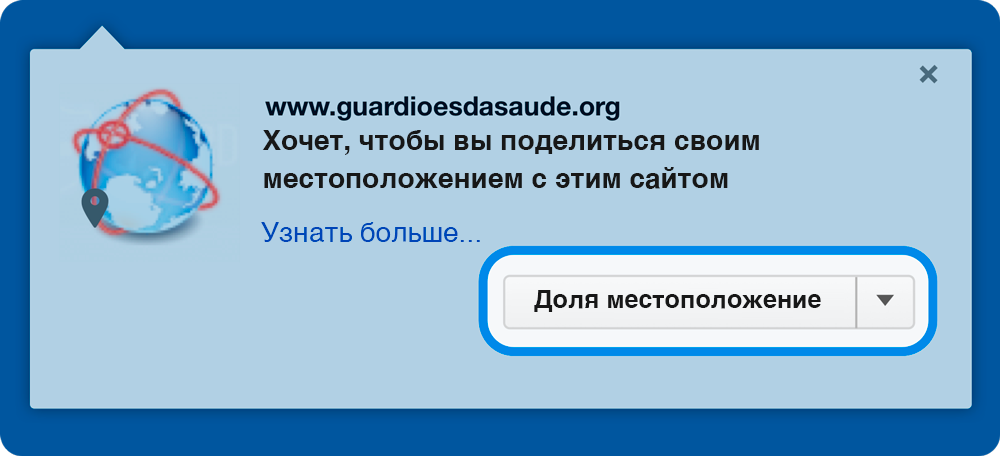 www.guardioesdasaude.org
Хочет, чтобы вы поделиться своим
местоположением с этим сайтом
Узнать больше...
Доля местоположение